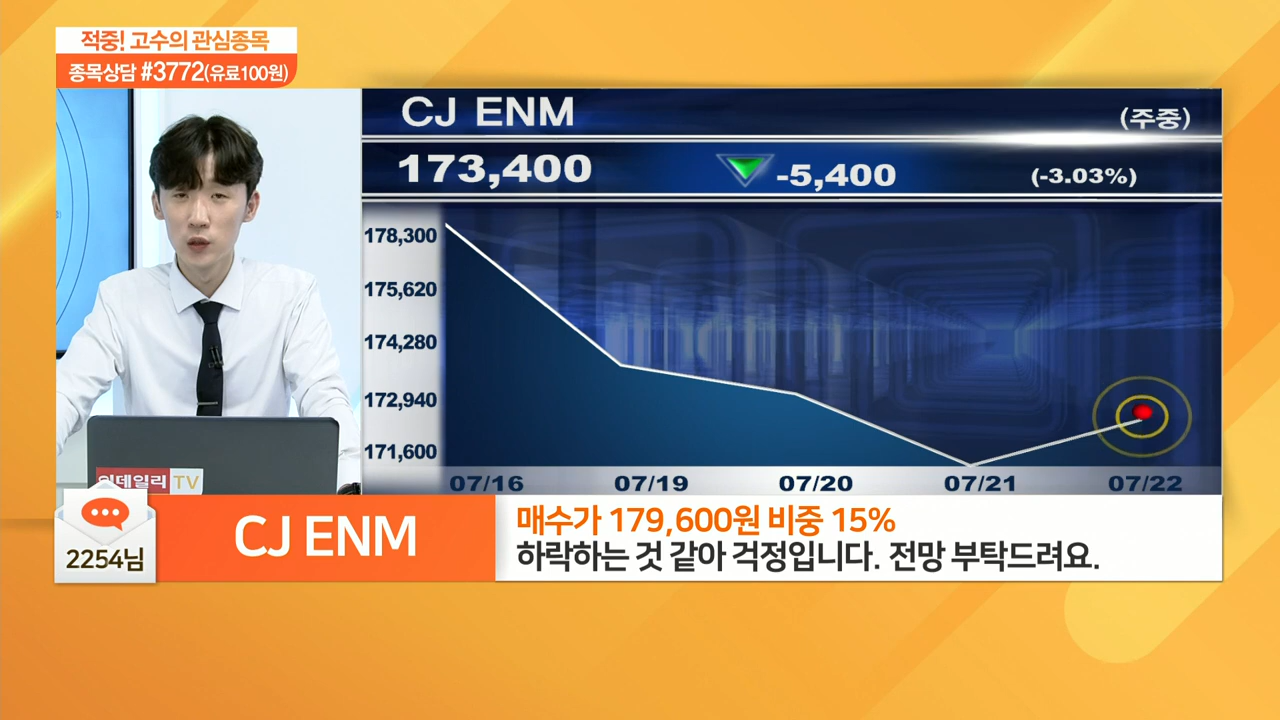 적중! 고수의 관심종목
종목상담 #3772(유료100원)
CJ ENM
(주중)
173,400
-5,400
(-3.03%)
178,300
175,620
174,280
172,940
171,600
07/16
07/19
07/20
07/21
07/22
이데일리 TV
2254님
CJ ENM
매수가 179,600원 비중 15%
하락하는 것 같아 걱정입니다. 전망 부탁드려요.